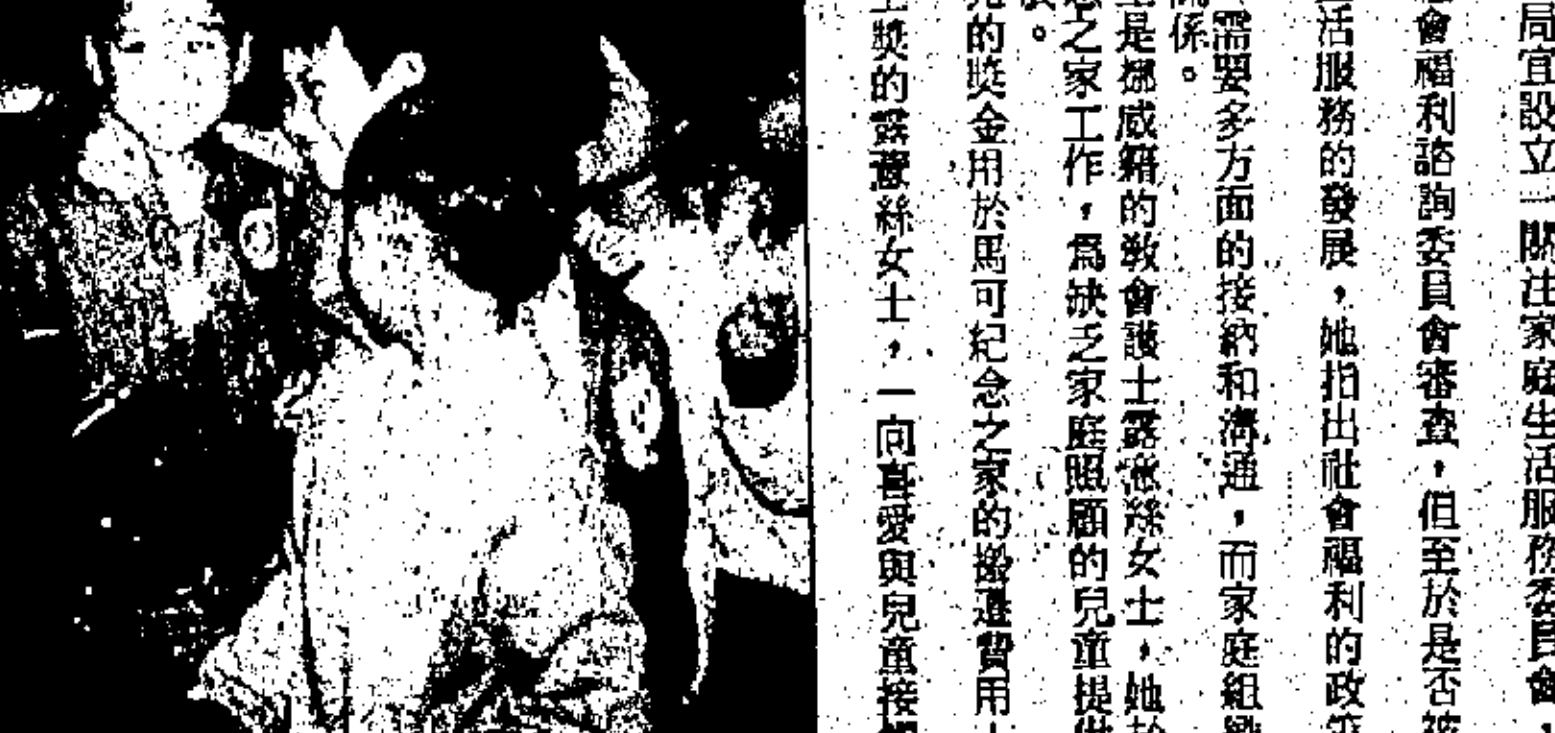 局宜設立一關注家庭生活服務委員會，
會福利諮詢委員會審查，但至於是否被
活服務的發展，她指出社會福利的政策
需要多方面的接納和溝通，而家庭組織
係。
是挪威籍的敎會護士露懿絲女士，她於
之家工作，爲缺乏家庭照顧的兒童提供
。
的獎金用於馬可紀念之家的搬遷費用
獎的露懿絲女士，一向喜愛與兒童接觸